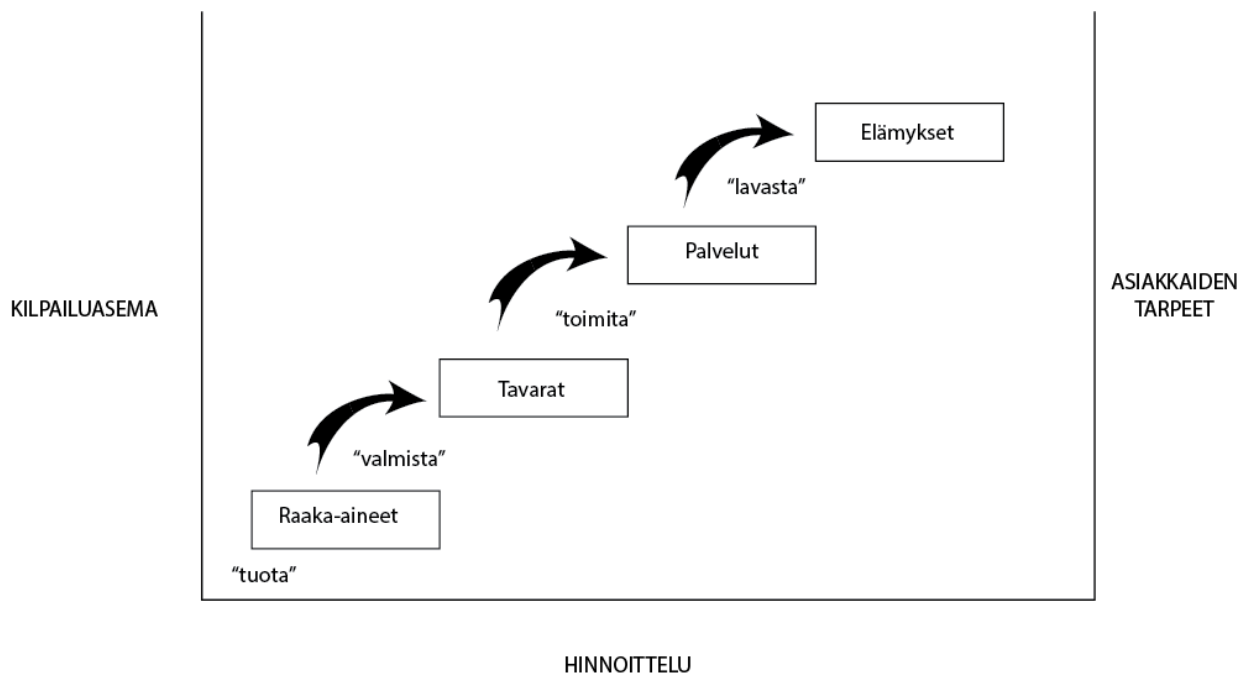 Elämykset
“lavasta”
Palvelut
KILPAILUASEMA
ASIAKKAIDEN
TARPEET
“toimita”
Tavarat
“valmista”
Raaka-aineet
“tuota”
HINNOITTELU